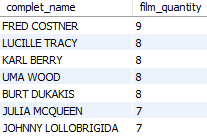 complet_name film_quantity
FRED COSTNER 9
LUCILLE TRACY 8
KARL BERRY 8
UMA WOOD 8
BURT DUKAKIS 8
JULIA MCQUEEN 7
JOHNNY LOLLOBRIGIDA 7